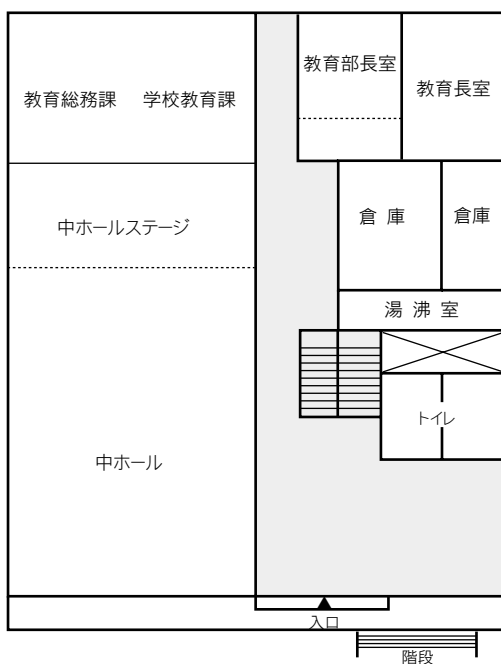 教育部長室
教育総務課 学校教育課
教育長室
中ホールステージ
倉庫
倉庫
湯沸室
トイレ
中ホール
入口
階段